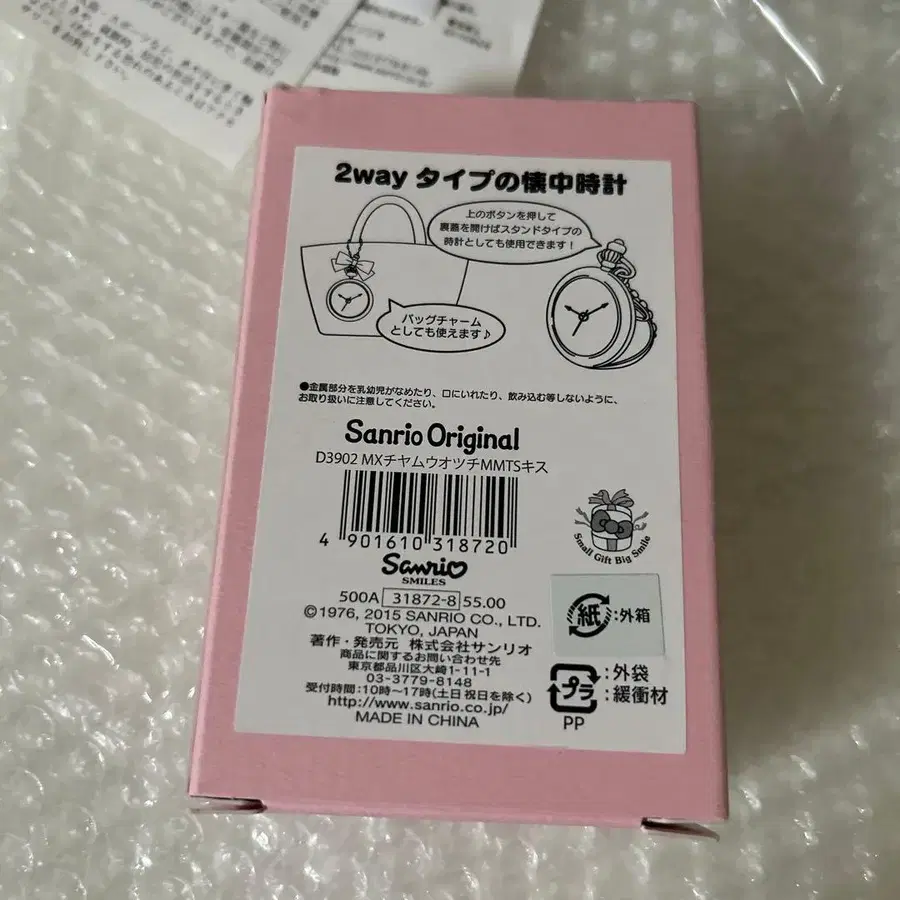 2way タイプの懐中時計
上のボタンを押して
裏蓋を開けばスタンドタイプの
時計としても使用できます！
バッグチャーム
としても使えます♪
●金属部分を乳幼児がなめたり、口にいれたり、飲み込む等しないように、
お取り扱いに注意してください。
Sanrio Original
D3902 MXチヤムウオツチMMTSキス
4 901610 318720
Small Gift Big Smile
Sanrio
SMILES
500A 31872-8 55.00
©1976, 2015 SANRIO CO., LTD.
TOKYO, JAPAN
著作・発売元 株式会社サンリオ
商品に関するお問い合わせ先
東京都品川区大崎1-11-1
03-3779-8148
受付時間：10時〜17時(土日 祝日を除く)
http://www.sanrio.co.jp/
MADE IN CHINA
紙：外箱
プラ：外袋
：緩衝材
PP